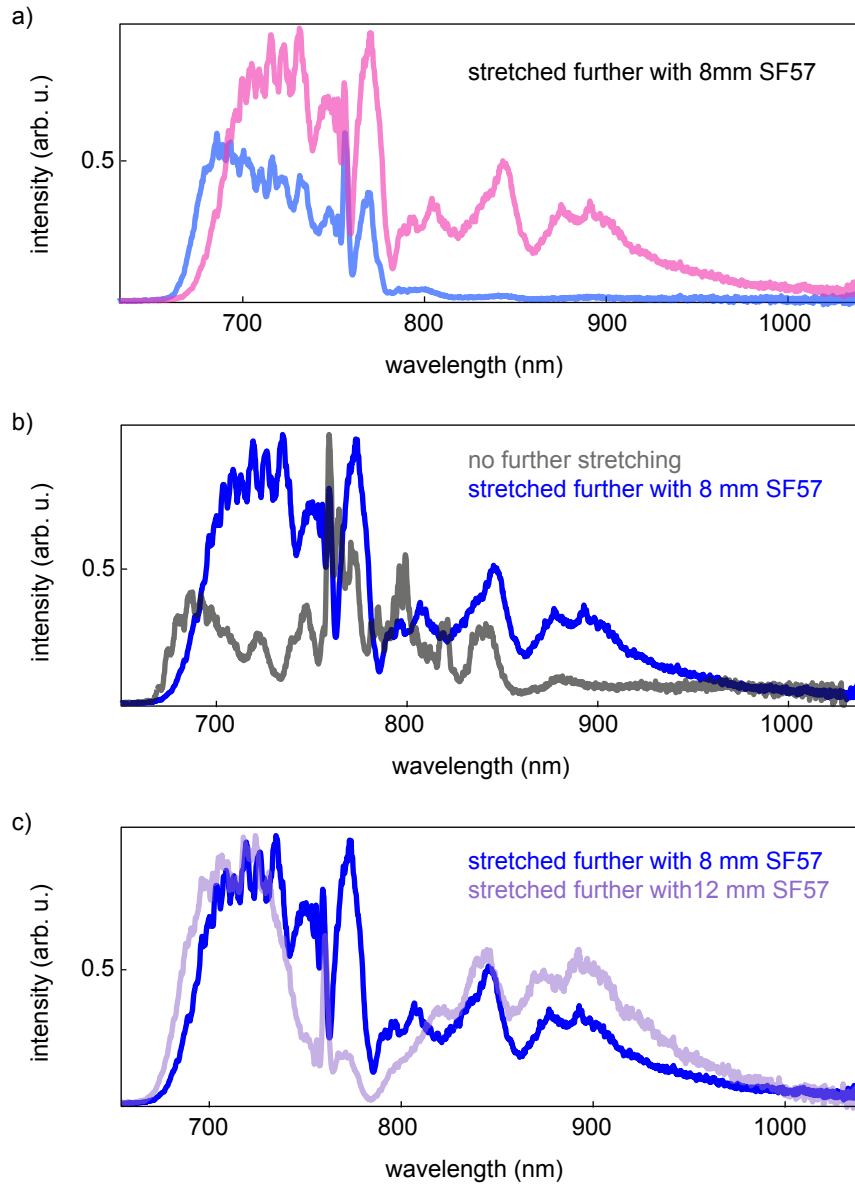 a)
stretched further with 8mm SF57
intensity (arb. u.)
0.5
700 800 900 1000
wavelength (nm)
b)
no further stretching
stretched further with 8 mm SF57
intensity (arb. u.)
0.5
700 800 900 1000
wavelength (nm)
c)
stretched further with 8 mm SF57
stretched further with12 mm SF57
intensity (arb. u.)
0.5
700 800 900 1000
wavelength (nm)